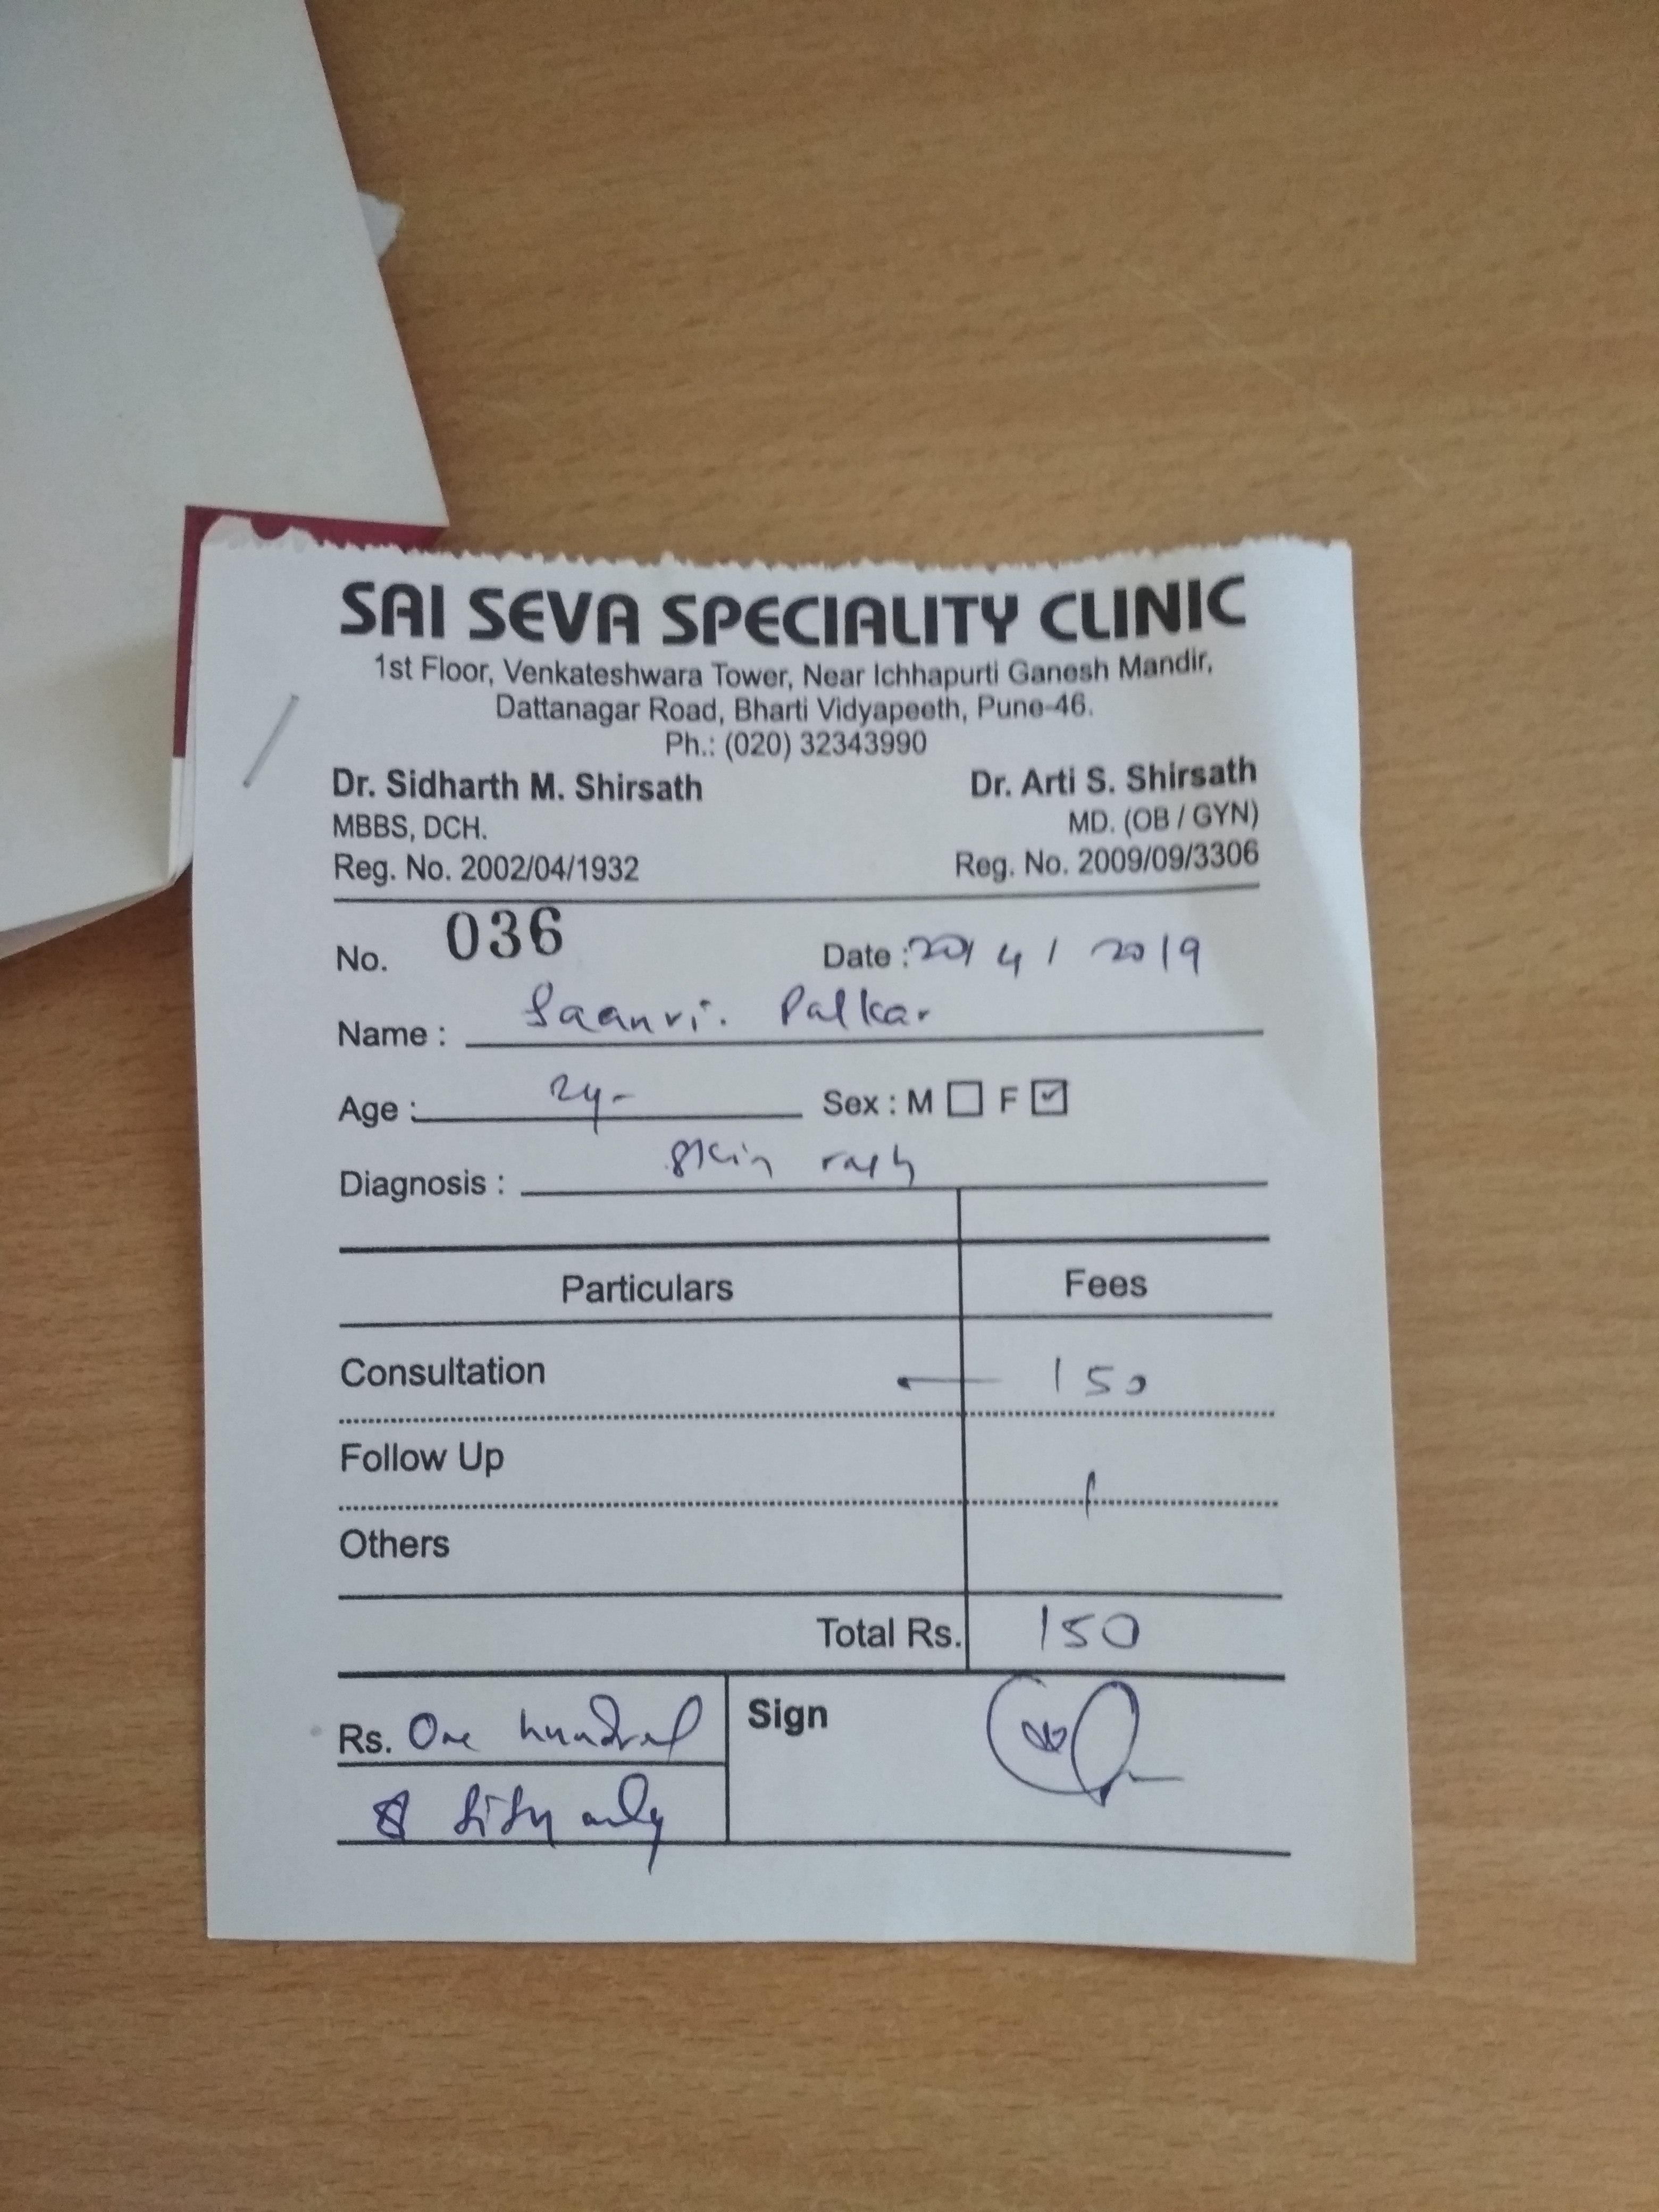 SAI SEVA SPECIALITY CLINIC
1st Floor, Venkateshwara Tower, Near Ichhapurti Ganesh Mandir,
Dattanagar Road, Bharti Vidyapeeth, Pune-46.
Ph.: (020) 32343990
Dr. Sidharth M. Shirsath Dr. Arti S. Shirsath
MBBS, DCH. MD. (OB / GYN)
Reg. No. 2002/04/1932 Reg. No. 2009/09/3306
No. 036 Date : 20/4/2019
Name : Saanvi. Palkar
Age : 2y- Sex : M F
Diagnosis : skin rash
Particulars Fees
Consultation 150
Follow Up
Others
Total Rs. 150
Rs. One hundred Sign
& fifty only